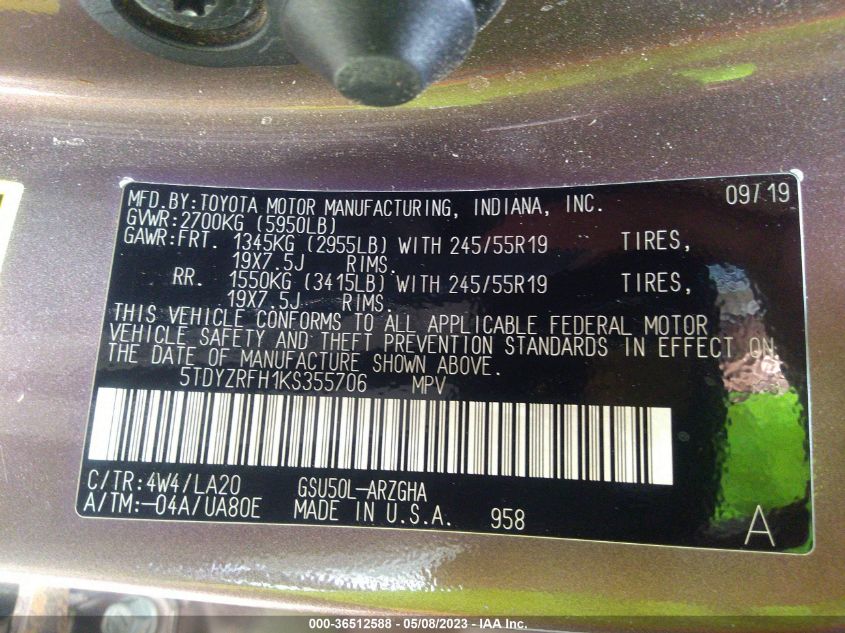 MFD.BY:TOYOTA MOTOR MANUFACTURING, INDIANA, INC. 09/19
GVWR:2700KG (5950LB)
GAWR:FRT. 1345KG (2955LB) WITH 245/55R19 TIRES,
19X7.5J RIMS.
RR. 1550KG (3415LB) WITH 245/55R19 TIRES,
19X7.5J RIMS.
THIS VEHICLE CONFORMS TO ALL APPLICABLE FEDERAL MOTOR
VEHICLE SAFETY AND THEFT PREVENTION STANDARDS IN EFFECT ON
THE DATE OF MANUFACTURE SHOWN ABOVE.
5TDYZRFH1KS355706 MPV
C/TR:4W4/LA20 GSU50L-ARZGHA
A/TM:-04A/UA80E MADE IN U.S.A. 958 A
000-36512588 - 05/08/2023 - IAA Inc.